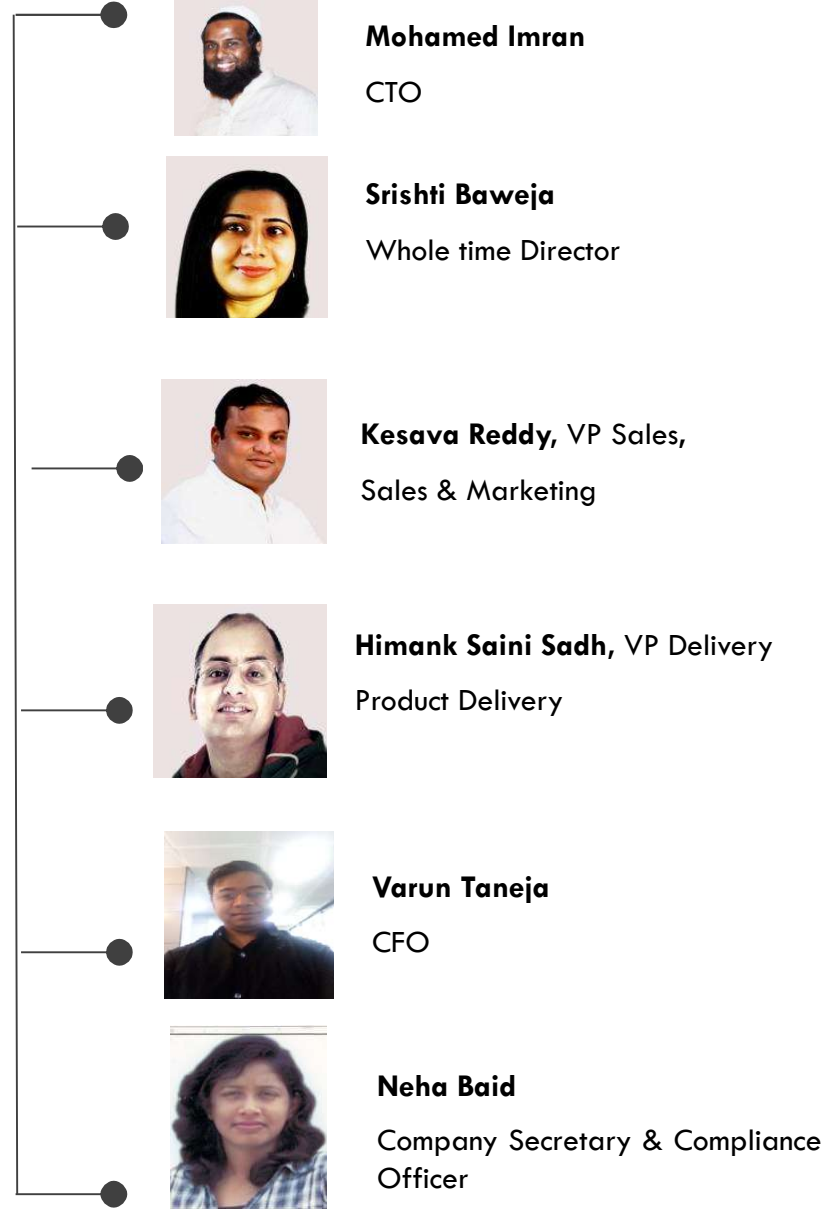 Mohamed Imran
CTO
Srishti Baweja
Whole time Director
Kesava Reddy, VP Sales,
Sales & Marketing
Himank Saini Sadh, VP Delivery
Product Delivery
Varun Taneja
CFO
Neha Baid
Company Secretary & Compliance
Officer